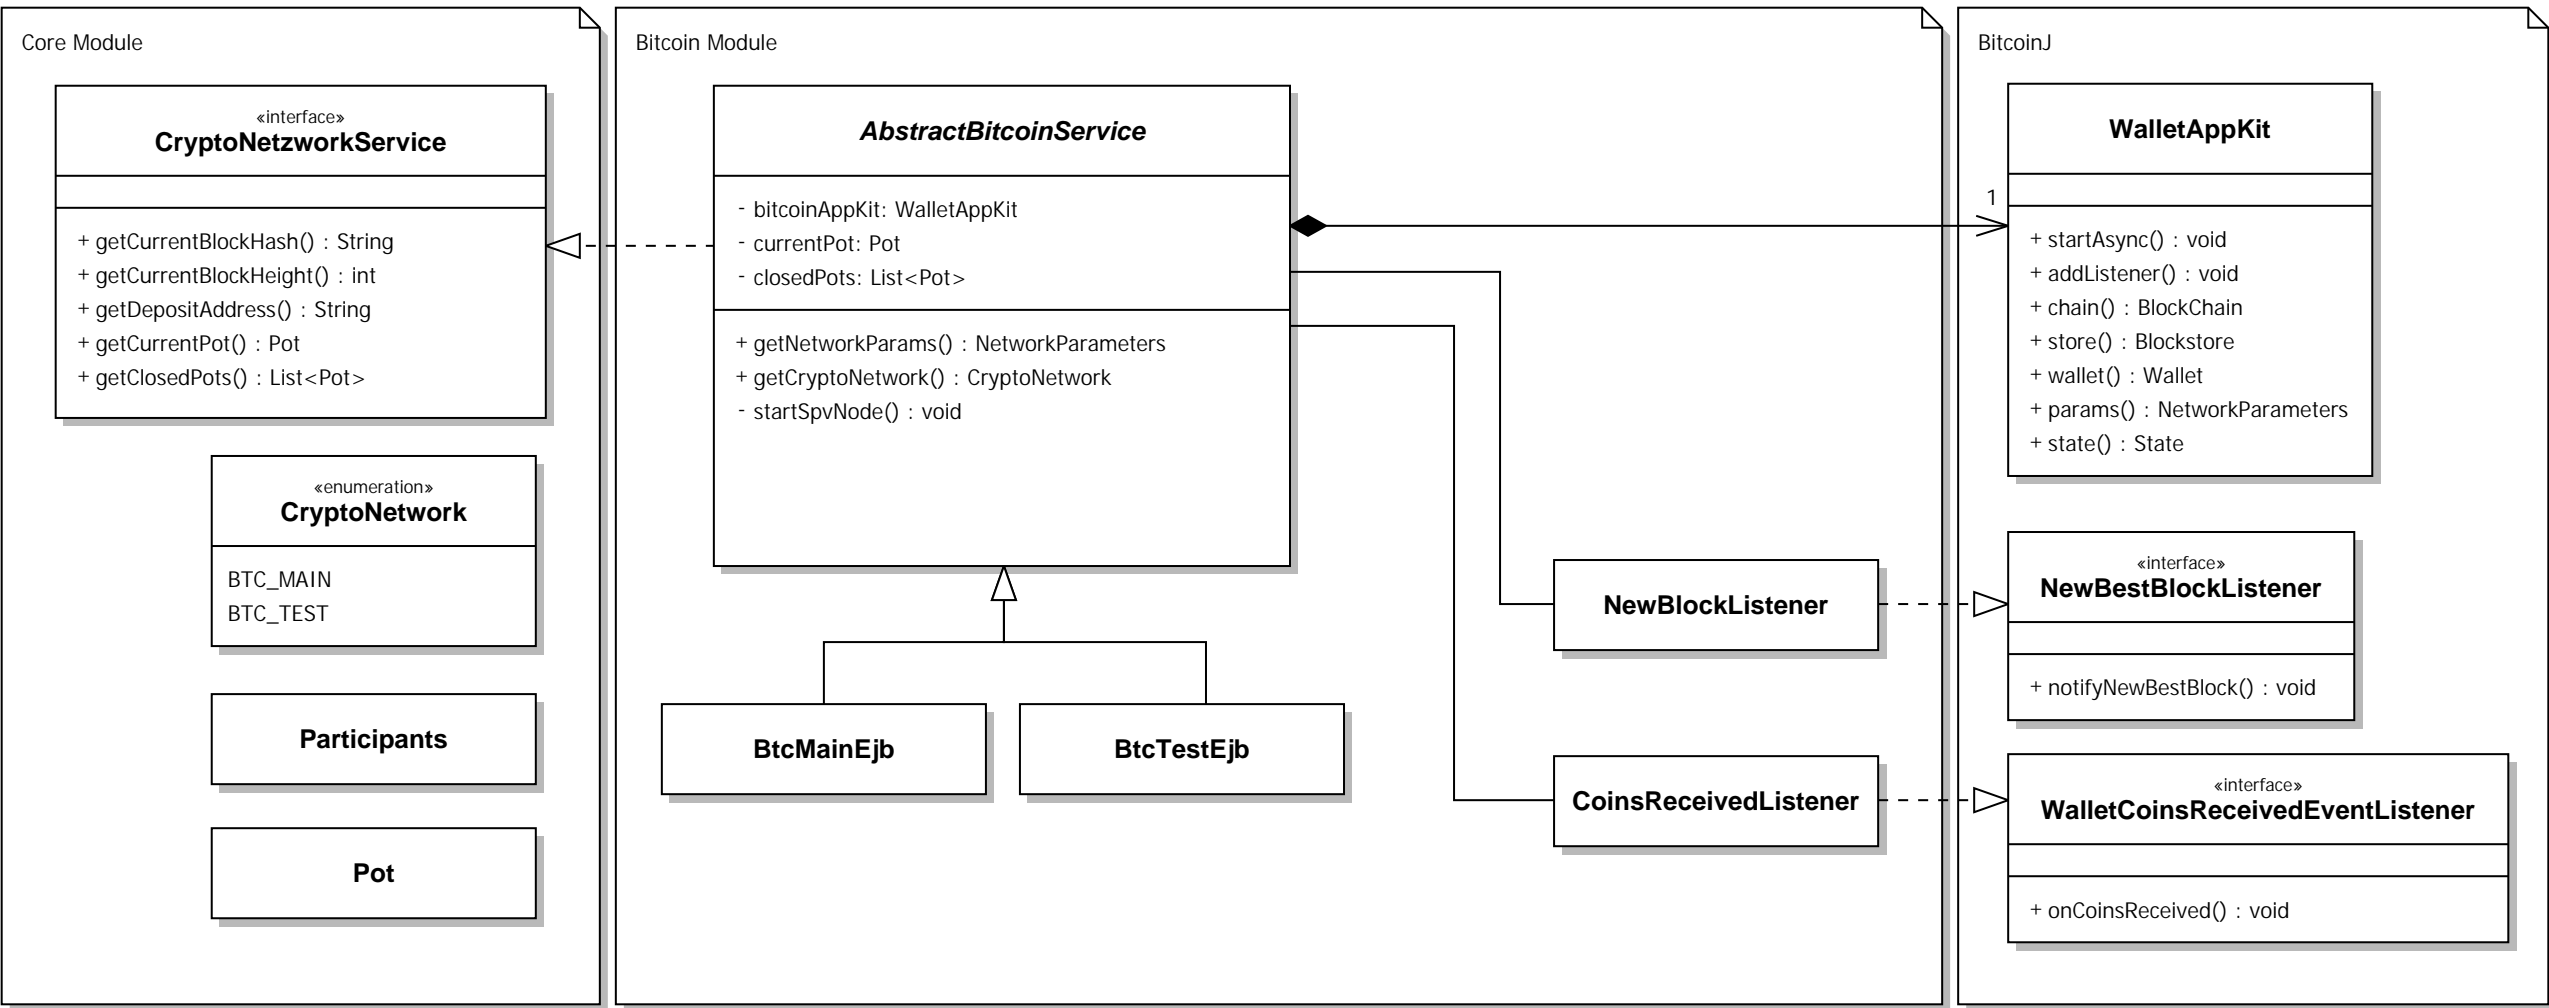 Core Module
«interface»
CryptoNetzworkService
+ getCurrentBlockHash() : String
+ getCurrentBlockHeight() : int
+ getDepositAddress() : String
+ getCurrentPot() : Pot
+ getClosedPots() : List<Pot>
«enumeration»
CryptoNetwork
BTC_MAIN
BTC_TEST
Participants
Pot
Bitcoin Module
AbstractBitcoinService
- bitcoinAppKit: WalletAppKit
- currentPot: Pot
- closedPots: List<Pot>
+ getNetworkParams() : NetworkParameters
+ getCryptoNetwork() : CryptoNetwork
- startSpvNode() : void
BtcMainEjb
BtcTestEjb
NewBlockListener
CoinsReceivedListener
BitcoinJ
WalletAppKit
1
+ startAsync() : void
+ addListener() : void
+ chain() : BlockChain
+ store() : Blockstore
+ wallet() : Wallet
+ params() : NetworkParameters
+ state() : State
«interface»
NewBestBlockListener
+ notifyNewBestBlock() : void
«interface»
WalletCoinsReceivedEventListener
+ onCoinsReceived() : void